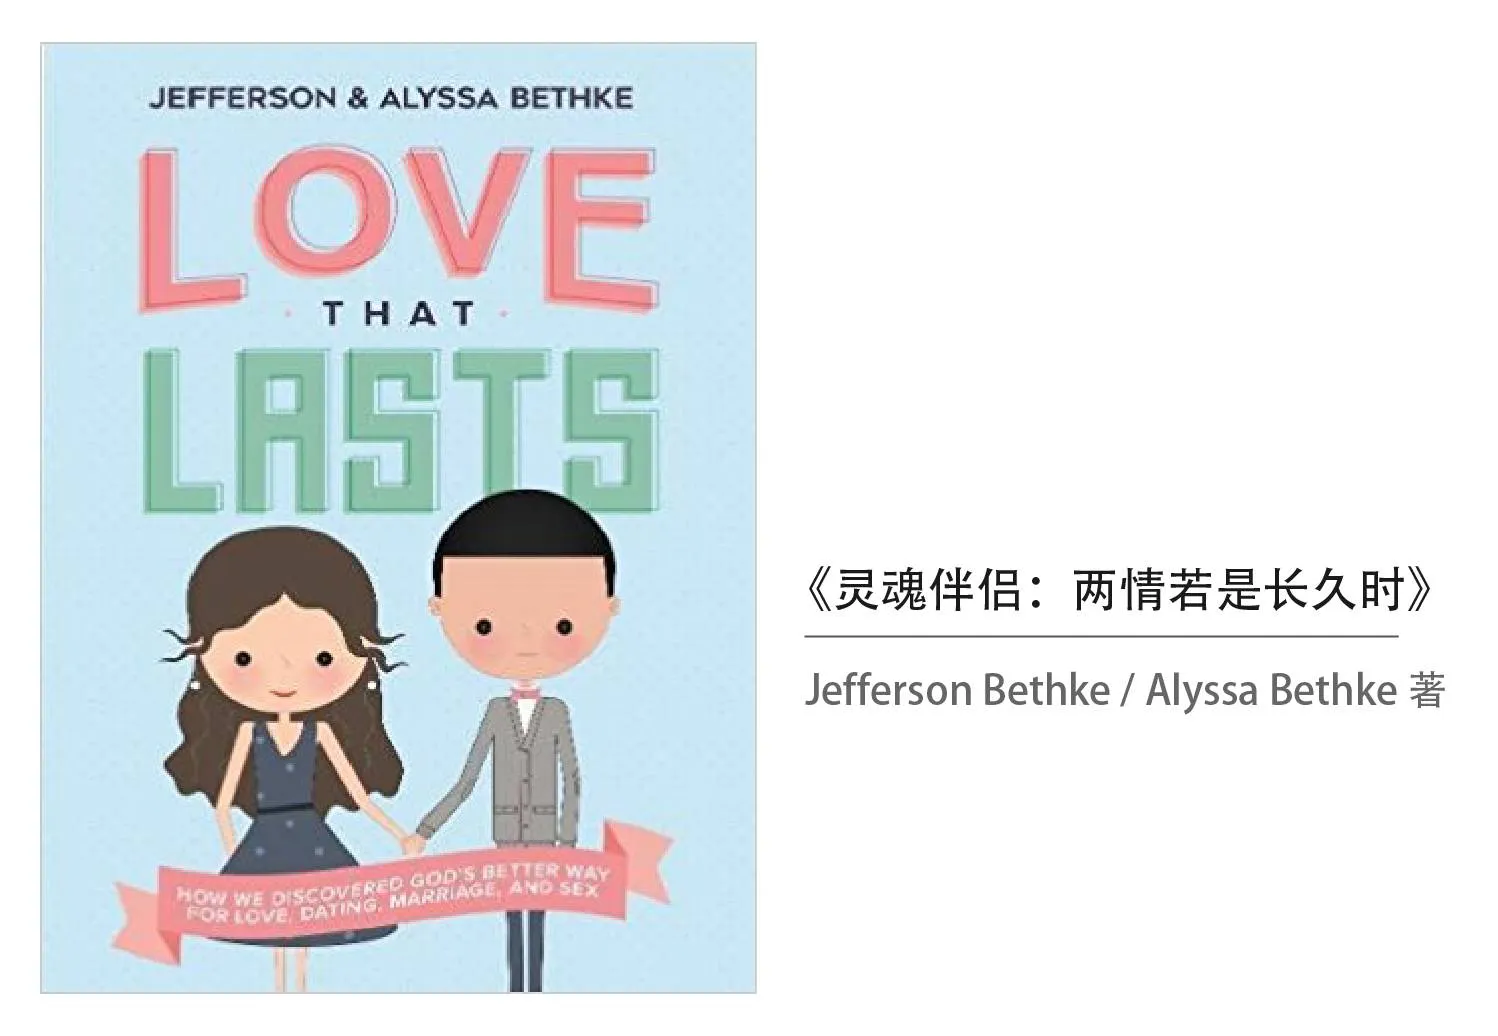 JEFFERSON & ALYSSA BETHKE
LOVE
· THAT ·
LASTS
HOW WE DISCOVERED GOD'S BETTER WAY
FOR LOVE, DATING, MARRIAGE, AND SEX
《灵魂伴侣：两情若是长久时》
Jefferson Bethke / Alyssa Bethke 著